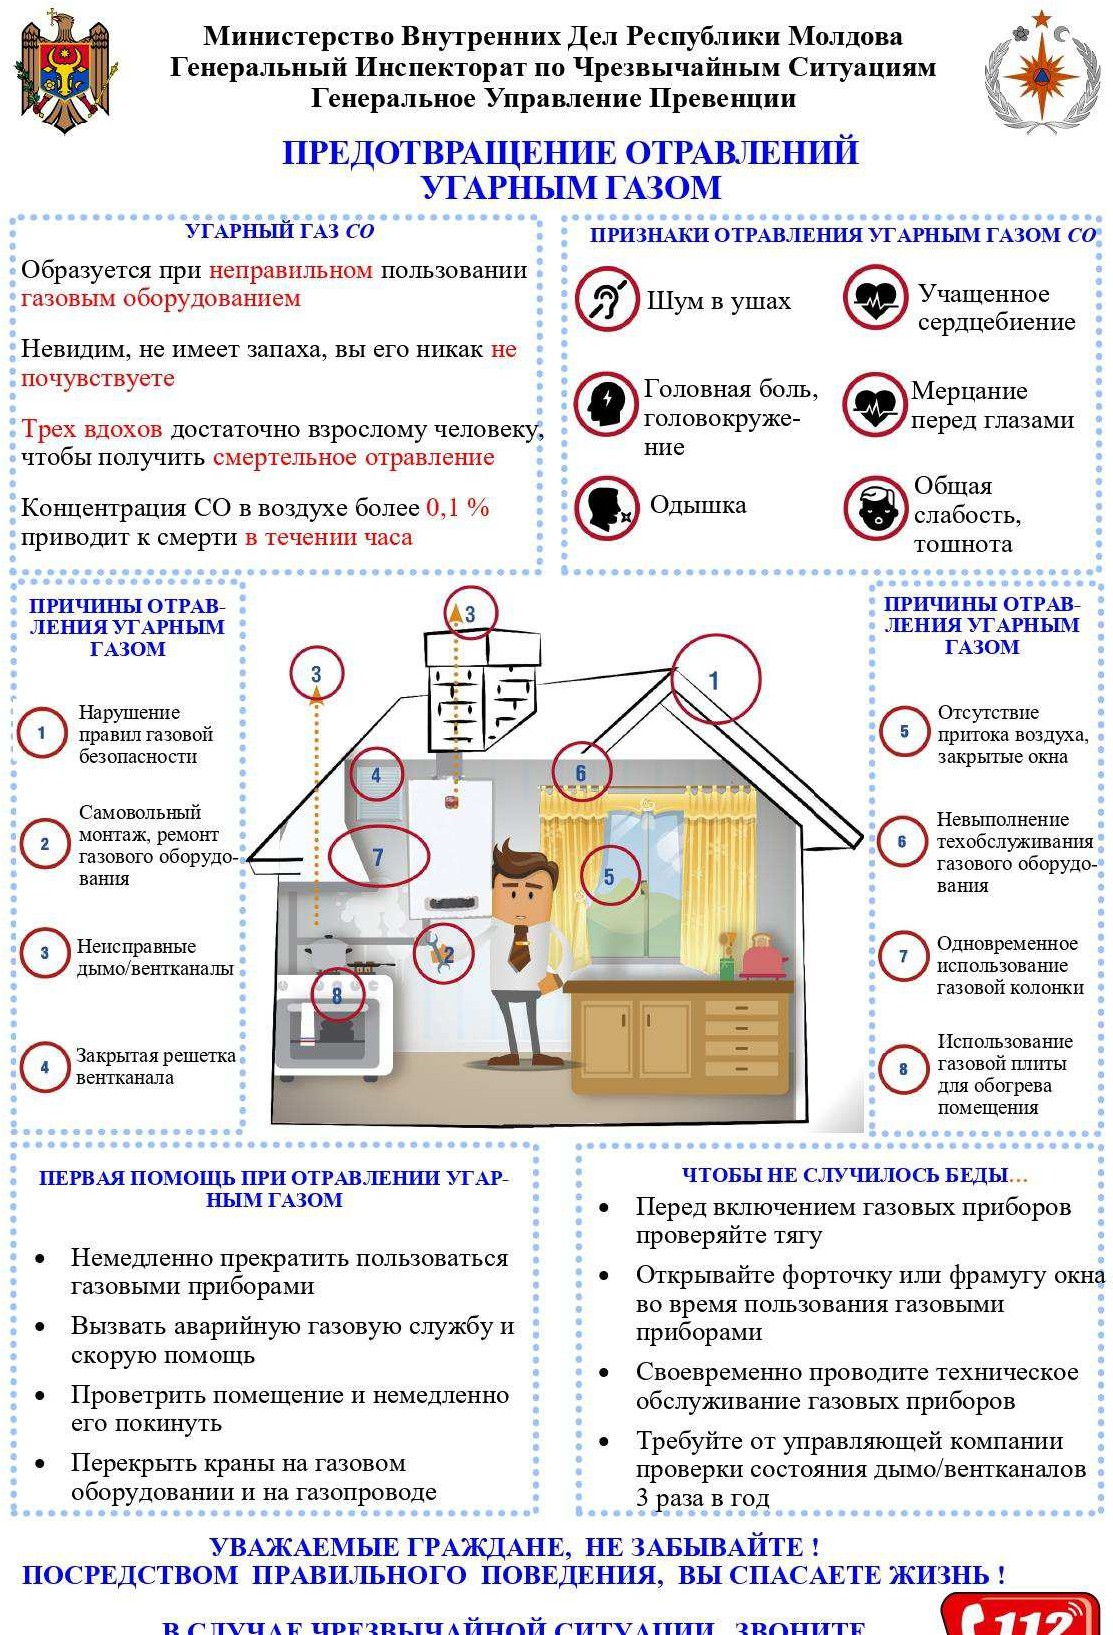 Министерство Внутренних Дел Республики Молдова
Генеральный Инспекторат по Чрезвычайным Ситуациям
Генеральное Управление Превенции
ПРЕДОТВРАЩЕНИЕ ОТРАВЛЕНИЙ
УГАРНЫМ ГАЗОМ
УГАРНЫЙ ГАЗ СО
Образуется при неправильном пользовании
газовым оборудованием
Невидим, не имеет запаха, вы его никак не
почувствуете
Трех вдохов достаточно взрослому человеку,
чтобы получить смертельное отравление
Концентрация СО в воздухе более 0,1 %
приводит к смерти в течении часа
ПРИЗНАКИ ОТРАВЛЕНИЯ УГАРНЫМ ГАЗОМ СО
Шум в ушах
Учащенное
сердцебиение
Головная боль,
головокруже-
ние
Мерцание
перед глазами
Одышка
Общая
слабость,
тошнота
ПРИЧИНЫ ОТРАВ-
ЛЕНИЯ УГАРНЫМ
ГАЗОМ
1
Нарушение
правил газовой
безопасности
2
Самовольный
монтаж, ремонт
газового оборудо-
вания
3
Неисправные
дымо/вентканалы
4
Закрытая решетка
вентканала
3
3
1
4
6
7
5
2
8
ПРИЧИНЫ ОТРАВ-
ЛЕНИЯ УГАРНЫМ
ГАЗОМ
5
Отсутствие
притока воздуха,
закрытые окна
6
Невыполнение
техобслуживания
газового оборудо-
вания
7
Одновременное
использование
газовой колонки
8
Использование
газовой плиты
для обогрева
помещения
ПЕРВАЯ ПОМОЩЬ ПРИ ОТРАВЛЕНИИ УГАР-
НЫМ ГАЗОМ
• Немедленно прекратить пользоваться
газовыми приборами
• Вызвать аварийную газовую службу и
скорую помощь
• Проветрить помещение и немедленно
его покинуть
• Перекрыть краны на газовом
оборудовании и на газопроводе
ЧТОБЫ НЕ СЛУЧИЛОСЬ БЕДЫ…
• Перед включением газовых приборов
проверяйте тягу
• Открывайте форточку или фрамугу окна
во время пользования газовыми
приборами
• Своевременно проводите техническое
обслуживание газовых приборов
• Требуйте от управляющей компании
проверки состояния дымо/вентканалов
3 раза в год
УВАЖАЕМЫЕ ГРАЖДАНЕ, НЕ ЗАБЫВАЙТЕ !
ПОСРЕДСТВОМ ПРАВИЛЬНОГО ПОВЕДЕНИЯ, ВЫ СПАСАЕТЕ ЖИЗНЬ !
В СЛУЧАЕ ЧРЕЗВЫЧАЙНОЙ СИТУАЦИИ ЗВОНИТЕ
112